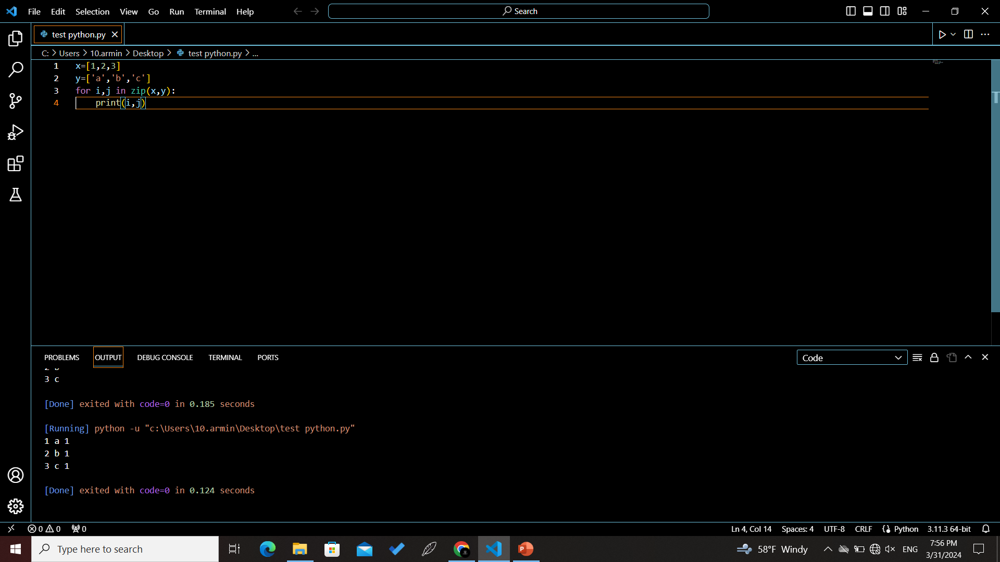 File Edit Selection View Go Run Terminal Help Search
test python.py
C: > Users > 10.armin > Desktop > test python.py > ...
1 x=[1,2,3]
2 y=['a','b','c']
3 for i,j in zip(x,y):
4 print(i,j)
PROBLEMS OUTPUT DEBUG CONSOLE TERMINAL PORTS Code
3 c
[Done] exited with code=0 in 0.185 seconds
[Running] python -u "c:\Users\10.armin\Desktop\test python.py"
1 a 1
2 b 1
3 c 1
[Done] exited with code=0 in 0.124 seconds
0 0 0 Ln 4, Col 14 Spaces: 4 UTF-8 CRLF Python 3.11.3 64-bit
Type here to search 58°F Windy ENG 7:56 PM
3/31/2024